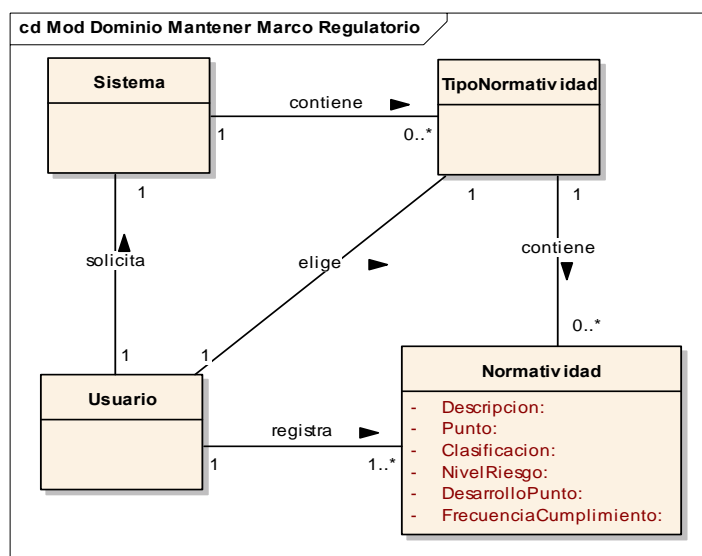 cd Mod Dominio Mantener Marco Regulatorio
Sistema
TipoNormatividad
contiene
1
0..*
1
1
1
solicita
elige
contiene
0..*
1
1
Usuario
Normatividad
- Descripcion:
- Punto:
- Clasificacion:
- NivelRiesgo:
- DesarrolloPunto:
- FrecuenciaCumplimiento:
registra
1
1..*